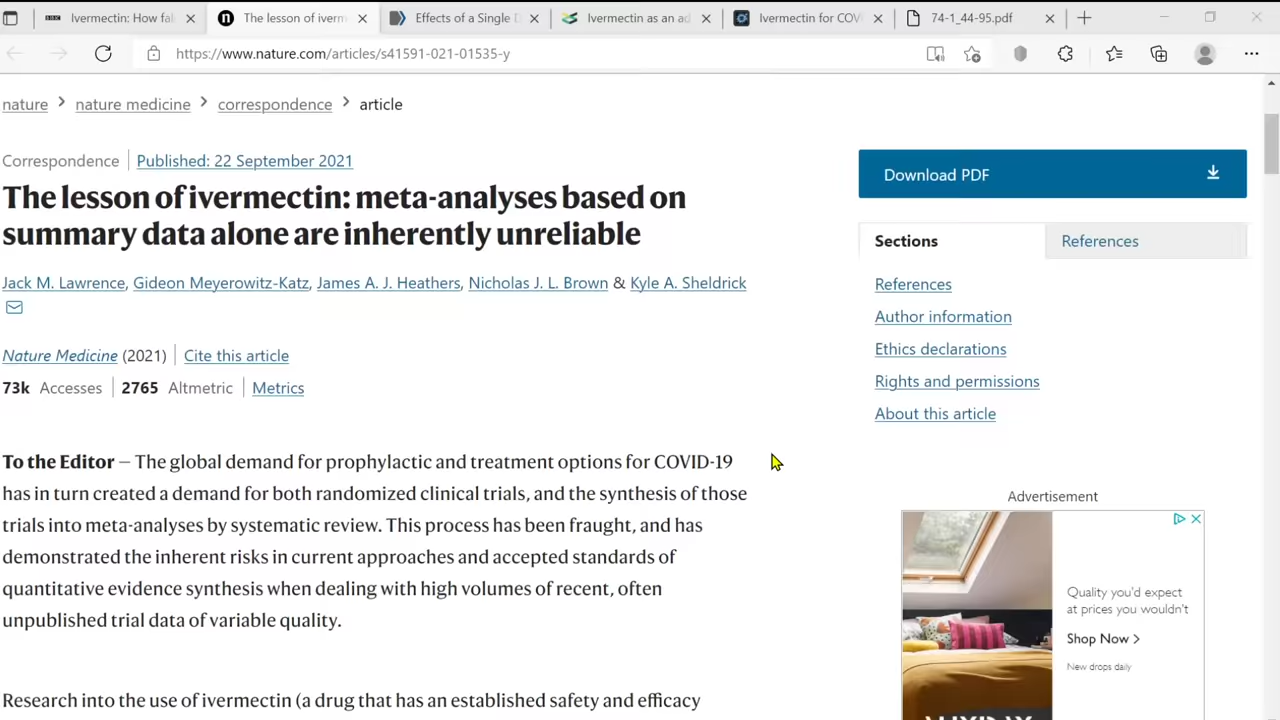 Ivermectin: How fal
The lesson of iverm
Effects of a Single D
Ivermectin as an ad
Ivermectin for COV
74-1_44-95.pdf
https://www.nature.com/articles/s41591-021-01535-y
nature > nature medicine > correspondence > article
Correspondence | Published: 22 September 2021
The lesson of ivermectin: meta-analyses based on
summary data alone are inherently unreliable
Jack M. Lawrence, Gideon Meyerowitz-Katz, James A. J. Heathers, Nicholas J. L. Brown & Kyle A. Sheldrick
Nature Medicine (2021) | Cite this article
73k Accesses | 2765 Altmetric | Metrics
To the Editor — The global demand for prophylactic and treatment options for COVID-19
has in turn created a demand for both randomized clinical trials, and the synthesis of those
trials into meta-analyses by systematic review. This process has been fraught, and has
demonstrated the inherent risks in current approaches and accepted standards of
quantitative evidence synthesis when dealing with high volumes of recent, often
unpublished trial data of variable quality.
Research into the use of ivermectin (a drug that has an established safety and efficacy
Download PDF
Sections
References
References
Author information
Ethics declarations
Rights and permissions
About this article
Advertisement
Quality you'd expect
at prices you wouldn't
Shop Now >
New drops daily